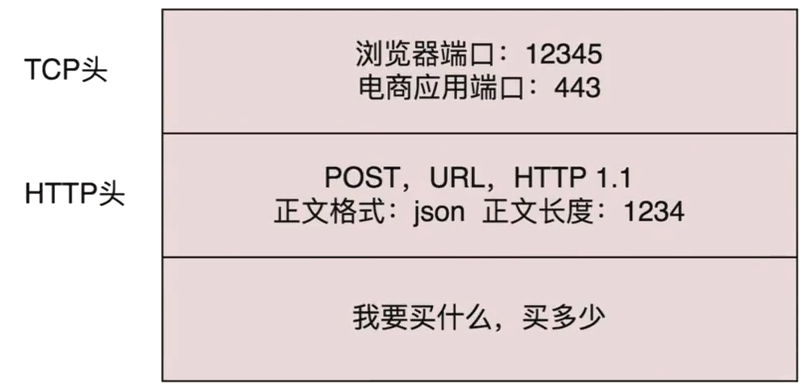 TCP头
浏览器端口：12345
电商应用端口：443
HTTP头
POST，URL，HTTP 1.1
正文格式：json 正文长度：1234
我要买什么，买多少